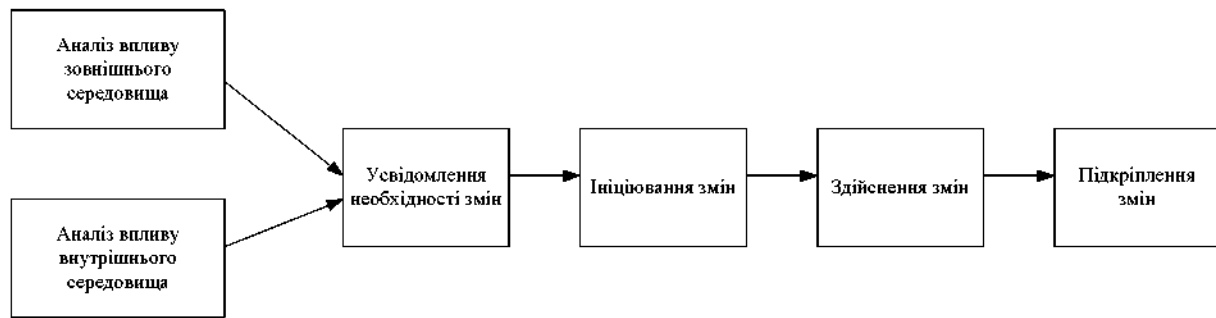 Аналіз впливу
зовнішнього
середовища
Аналіз впливу
внутрішнього
середовища
Усвідомлення
необхідності змін
Ініціювання змін
Здійснення змін
Підкріплення
змін